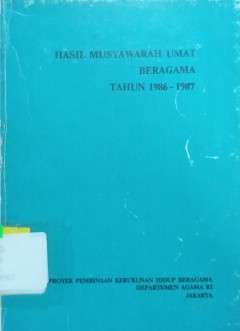 HASIL MUSYAWARAH UMAT
BERAGAMA
TAHUN 1986 - 1987
PROYEK PEMBINAAN KERUKUNAN HIDUP BERAGAMA
DEPARTEMEN AGAMA RI
JAKARTA